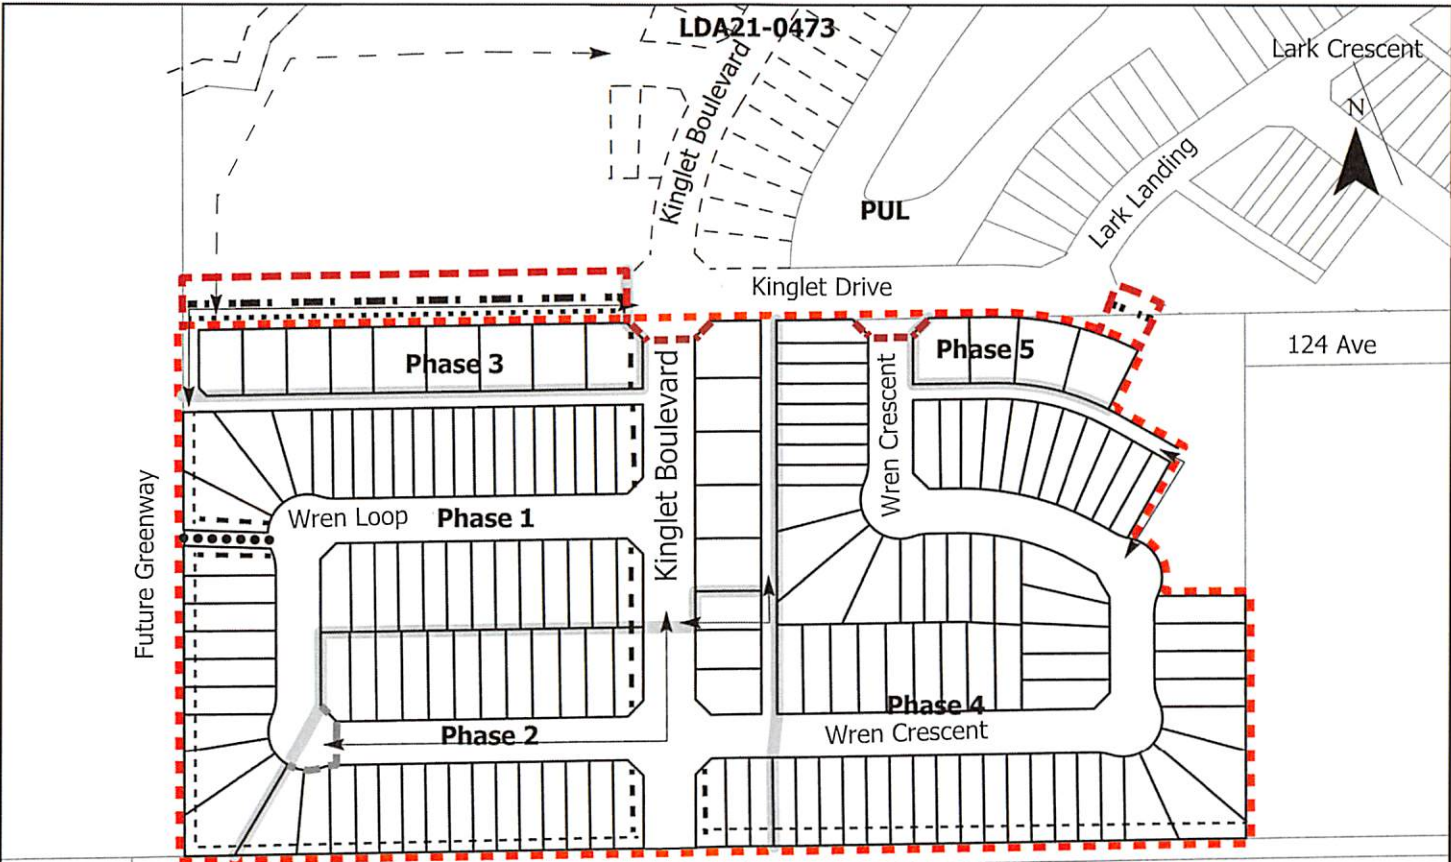 LDA21-0473
Lark Crescent
N
Kinglet Boulevard
Lark Landing
PUL
Kinglet Drive
124 Ave
Phase 3
Phase 5
Kinglet Boulevard
Wren Crescent
Future Greenway
Wren Loop
Phase 1
Phase 4
Wren Crescent
Phase 2